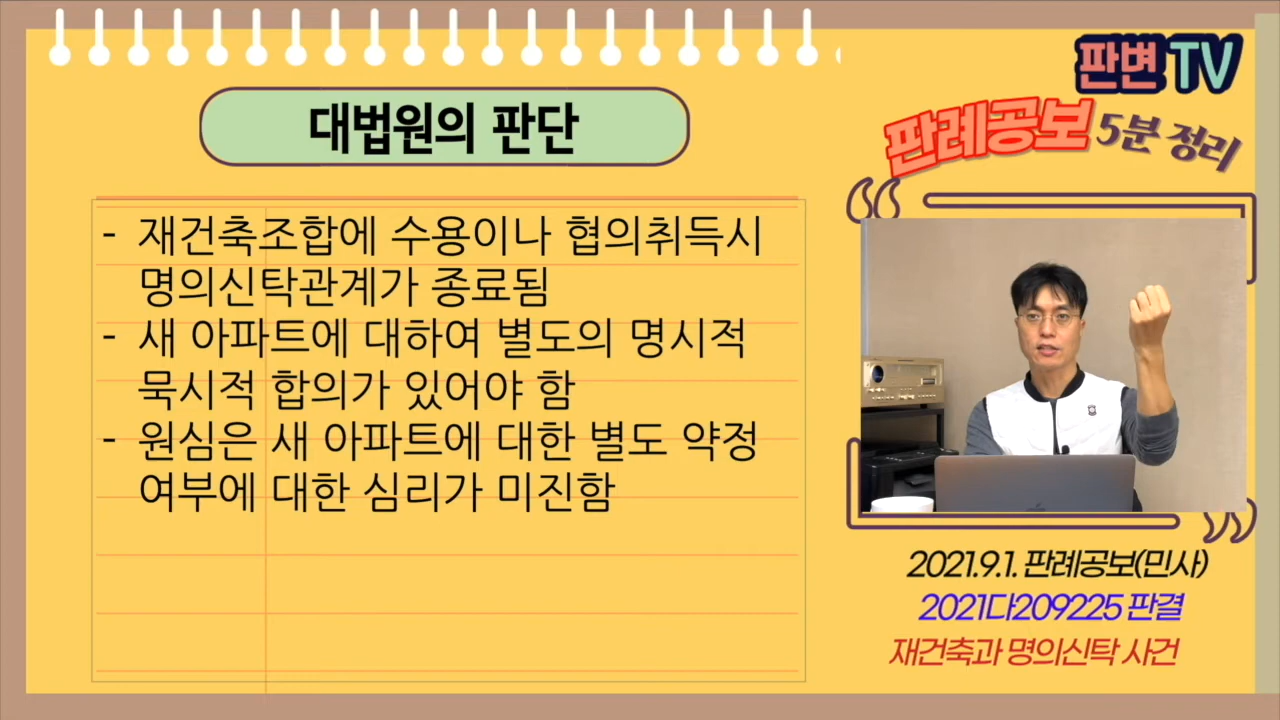 판변 TV
판례공보 5분 정리
대법원의 판단
- 재건축조합에 수용이나 협의취득시
명의신탁관계가 종료됨
- 새 아파트에 대하여 별도의 명시적
묵시적 합의가 있어야 함
- 원심은 새 아파트에 대한 별도 약정
여부에 대한 심리가 미진함
2021.9.1. 판례공보(민사)
2021다209225 판결
재건축과 명의신탁 사건